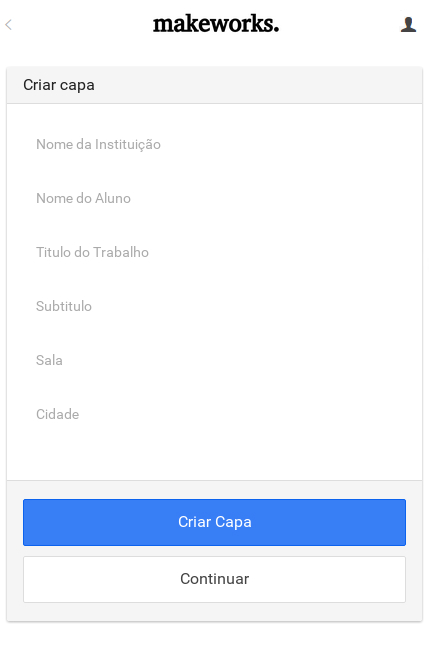 makeworks.
Criar capa
Nome da Instituição
Nome do Aluno
Titulo do Trabalho
Subtitulo
Sala
Cidade
Criar Capa
Continuar